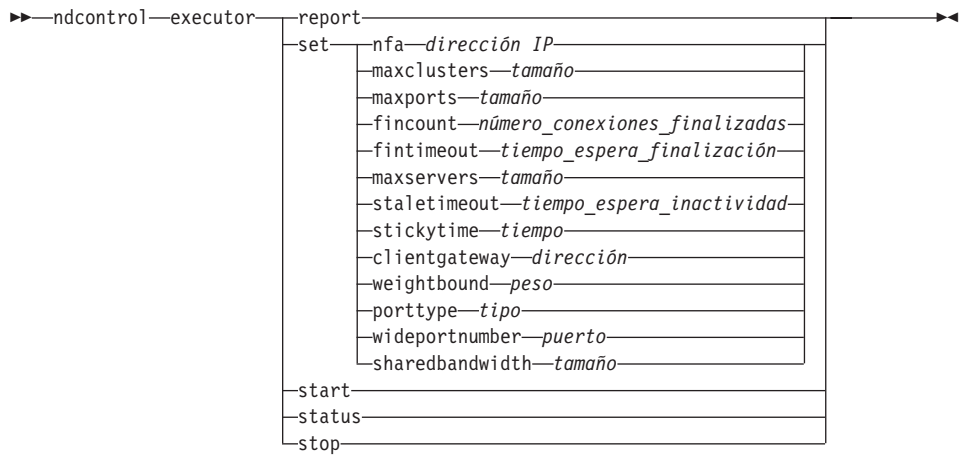 ndcontrol executor report
set nfa dirección IP
maxclusters tamaño
maxports tamaño
fincount número_conexiones_finalizadas
fintimeout tiempo_espera_finalización
maxservers tamaño
staletimeout tiempo_espera_inactividad
stickytime tiempo
clientgateway dirección
weightbound peso
porttype tipo
wideportnumber puerto
sharedbandwidth tamaño
start
status
stop